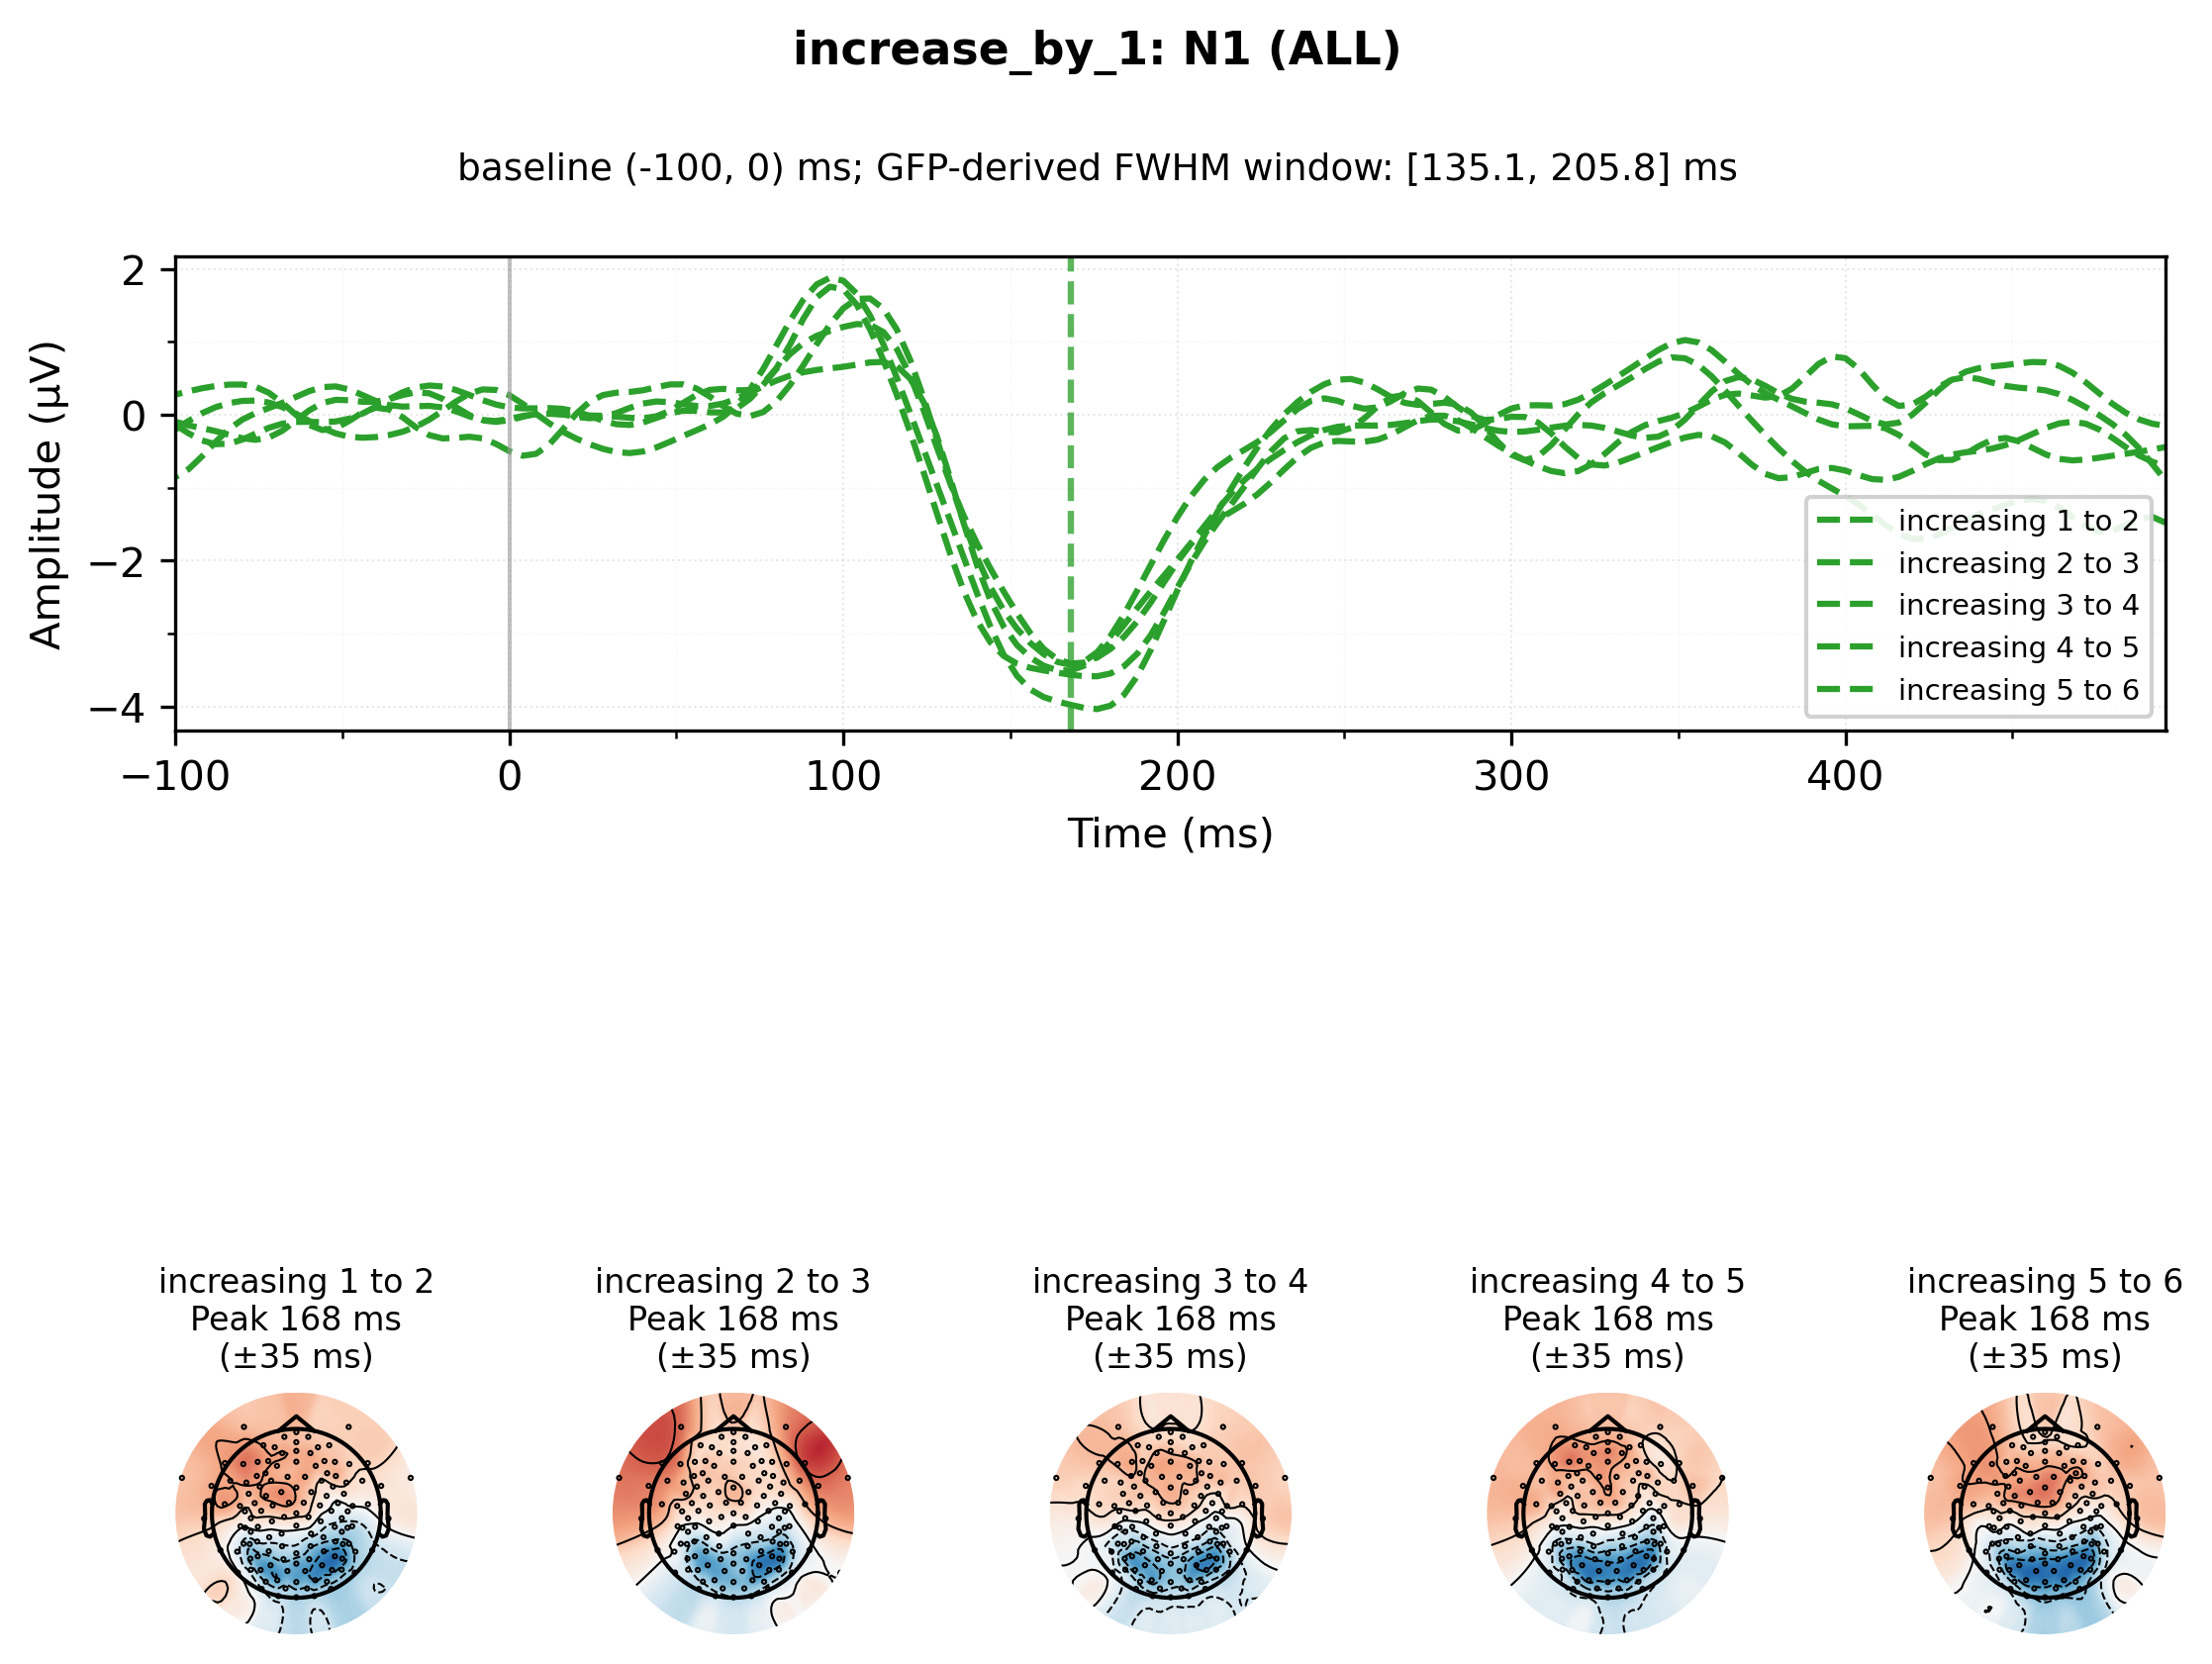 increase_by_1: N1 (ALL)
baseline (-100, 0) ms; GFP-derived FWHM window: [135.1, 205.8] ms
Amplitude (µV)
2
0
−2
−4
increasing 1 to 2
increasing 2 to 3
increasing 3 to 4
increasing 4 to 5
increasing 5 to 6
−100 0 100 200 300 400
Time (ms)
increasing 1 to 2 increasing 2 to 3 increasing 3 to 4 increasing 4 to 5 increasing 5 to 6
Peak 168 ms Peak 168 ms Peak 168 ms Peak 168 ms Peak 168 ms
(±35 ms) (±35 ms) (±35 ms) (±35 ms) (±35 ms)